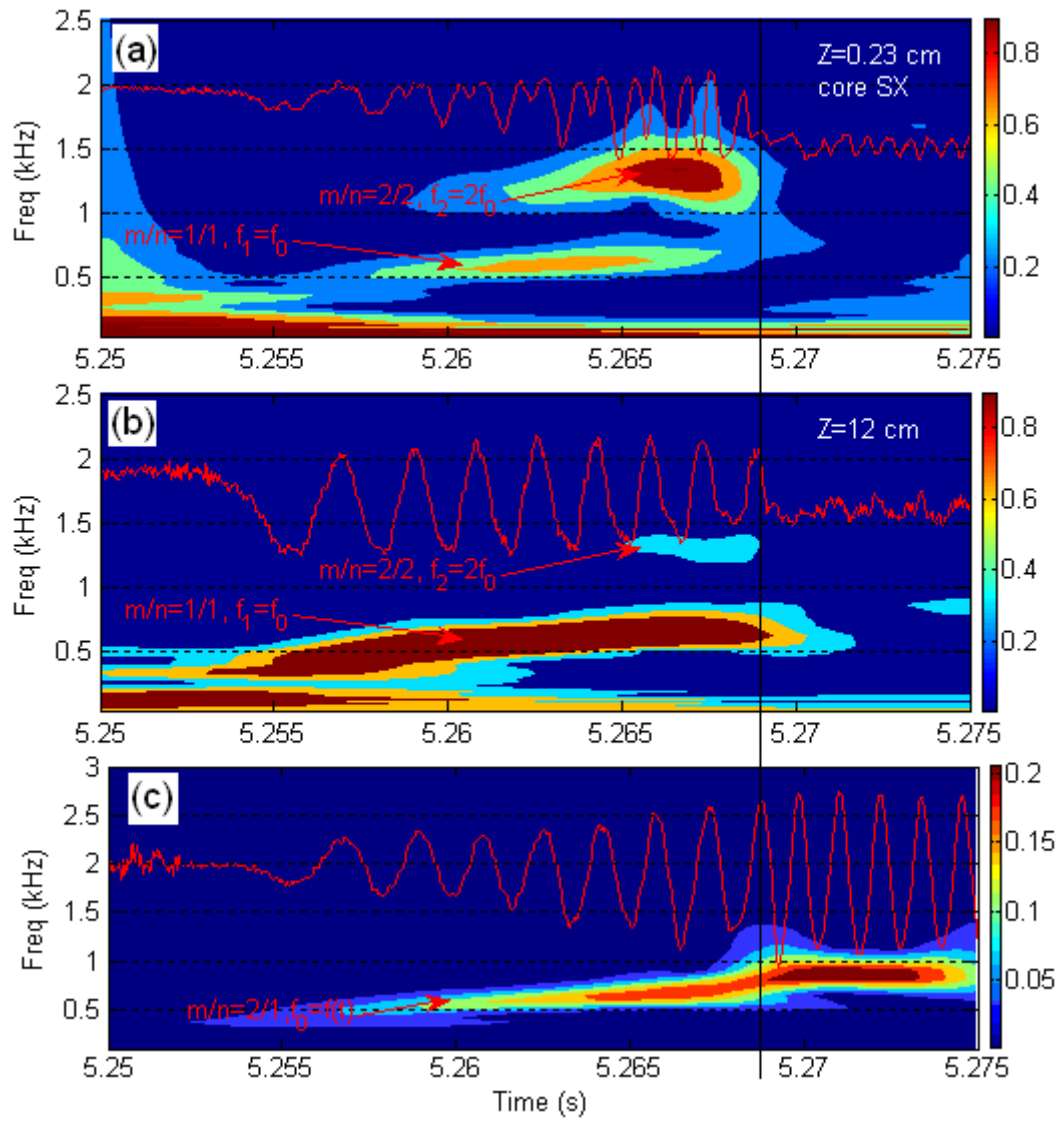 (a)
Z=0.23 cm
core SX
m/n=2/2, f2=2f0
m/n=1/1, f1=f0
Freq (kHz)
2.5
2
1.5
1
0.5
5.25 5.255 5.26 5.265 5.27 5.275
0.8
0.6
0.4
0.2
(b)
Z=12 cm
m/n=2/2, f2=2f0
m/n=1/1, f1=f0
Freq (kHz)
2.5
2
1.5
1
0.5
5.25 5.255 5.26 5.265 5.27 5.275
0.8
0.6
0.4
0.2
(c)
m/n=2/1,f0=f(t)
Freq (kHz)
3
2.5
2
1.5
1
0.5
5.25 5.255 5.26 5.265 5.27 5.275
0.2
0.15
0.1
0.05
Time (s)